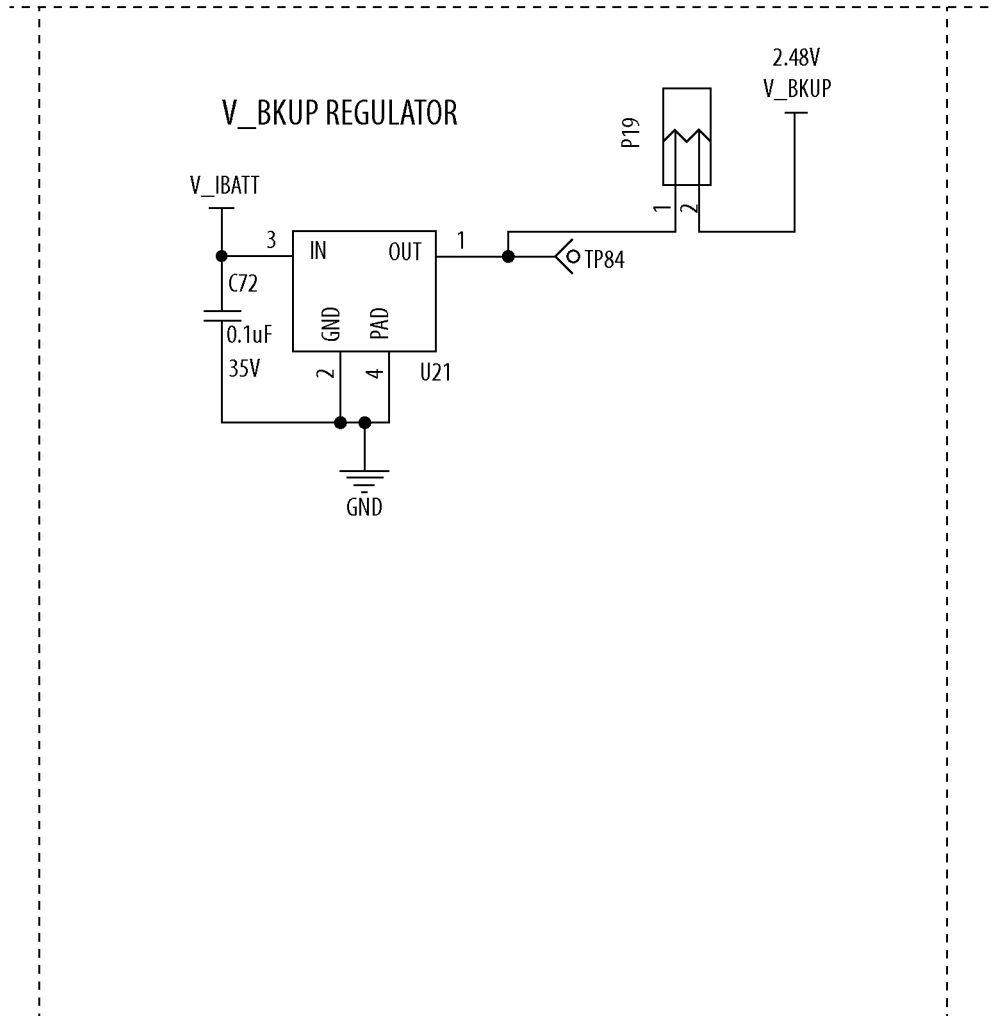 2.48V
V_BKUP
V_BKUP REGULATOR
P19
V_IBATT
1
2
3
IN
OUT
1
TP84
C72
0.1uF
35V
GND
PAD
2
4
U21
GND